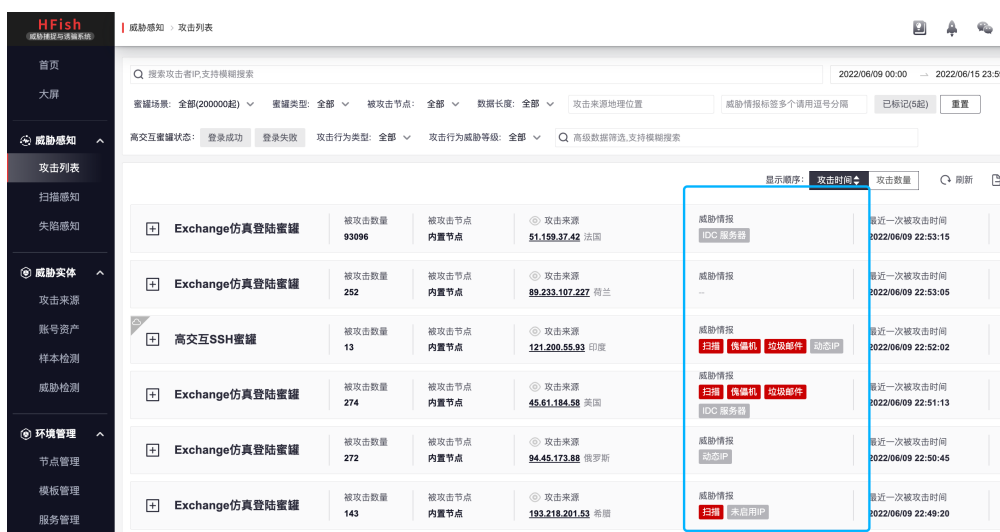 HFish
威胁捕捉与诱骗系统
威胁感知 > 攻击列表
首页
大屏
威胁感知
攻击列表
扫描感知
失陷感知
威胁实体
攻击来源
账号资产
样本检测
威胁检测
环境管理
节点管理
模板管理
服务管理
搜索攻击者IP,支持模糊搜索
2022/06/09 00:00 → 2022/06/15 23:5
蜜罐场景: 全部(200000起) 蜜罐类型: 全部 被攻击节点: 全部 数据长度: 全部 攻击来源地理位置 威胁情报标签多个请用逗号分隔 已标记(5起) 重置
高交互蜜罐状态: 登录成功 登录失败 攻击行为类型: 全部 攻击行为威胁等级: 全部 高级数据筛选,支持模糊搜索
显示顺序: 攻击时间 攻击数量 刷新
Exchange仿真登陆蜜罐
被攻击数量 被攻击节点 攻击来源 威胁情报 最近一次被攻击时间
93096 内置节点 51.159.37.42 法国 IDC 服务器 2022/06/09 22:53:15
Exchange仿真登陆蜜罐
被攻击数量 被攻击节点 攻击来源 威胁情报 最近一次被攻击时间
252 内置节点 89.233.107.227 荷兰 -- 2022/06/09 22:53:05
高交互SSH蜜罐
被攻击数量 被攻击节点 攻击来源 威胁情报 最近一次被攻击时间
13 内置节点 121.200.55.93 印度 扫描 傀儡机 垃圾邮件 动态IP 2022/06/09 22:52:02
Exchange仿真登陆蜜罐
被攻击数量 被攻击节点 攻击来源 威胁情报 最近一次被攻击时间
274 内置节点 45.61.184.58 美国 扫描 傀儡机 垃圾邮件 2022/06/09 22:51:13
IDC 服务器
Exchange仿真登陆蜜罐
被攻击数量 被攻击节点 攻击来源 威胁情报 最近一次被攻击时间
272 内置节点 94.45.173.88 俄罗斯 动态IP 2022/06/09 22:50:45
Exchange仿真登陆蜜罐
被攻击数量 被攻击节点 攻击来源 威胁情报 最近一次被攻击时间
143 内置节点 193.218.201.53 希腊 扫描 未启用IP 2022/06/09 22:49:20